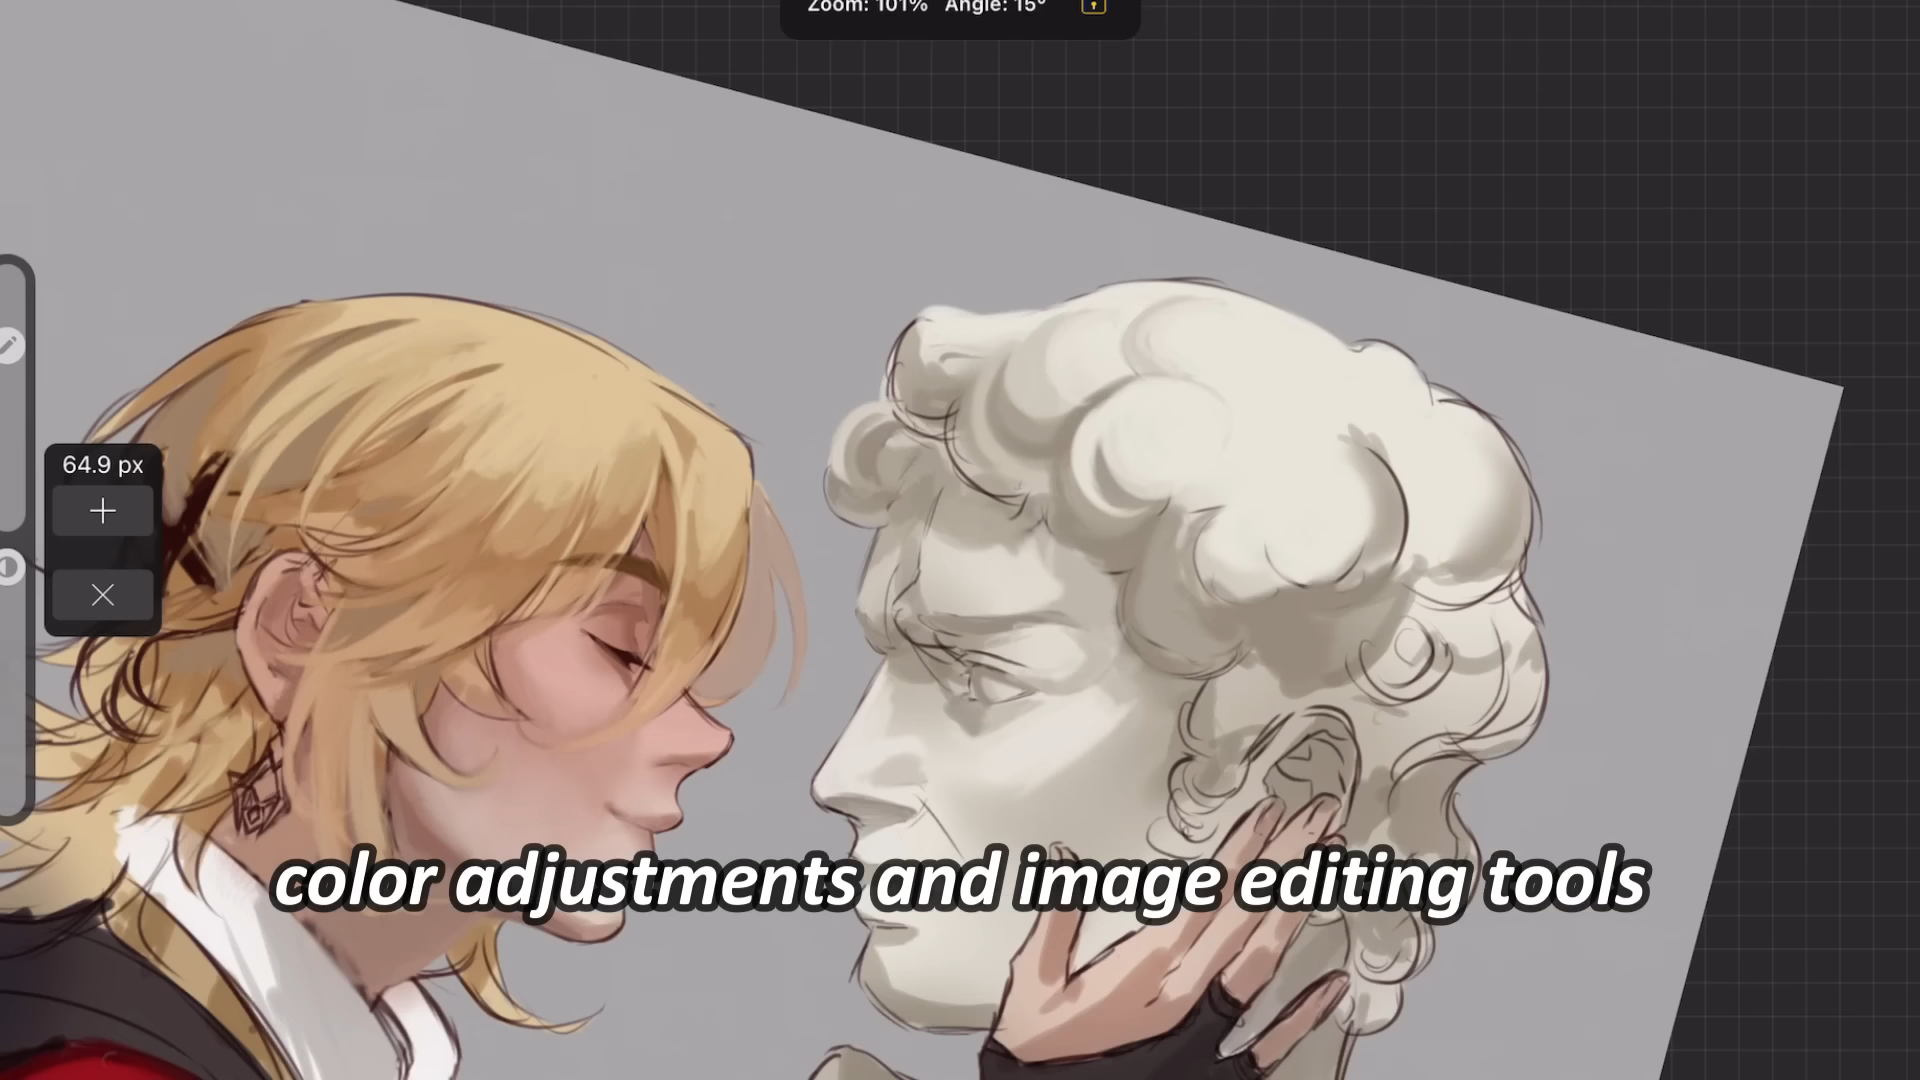 Zoom: 101% Angle: 15°
64.9 px
color adjustments and image editing tools